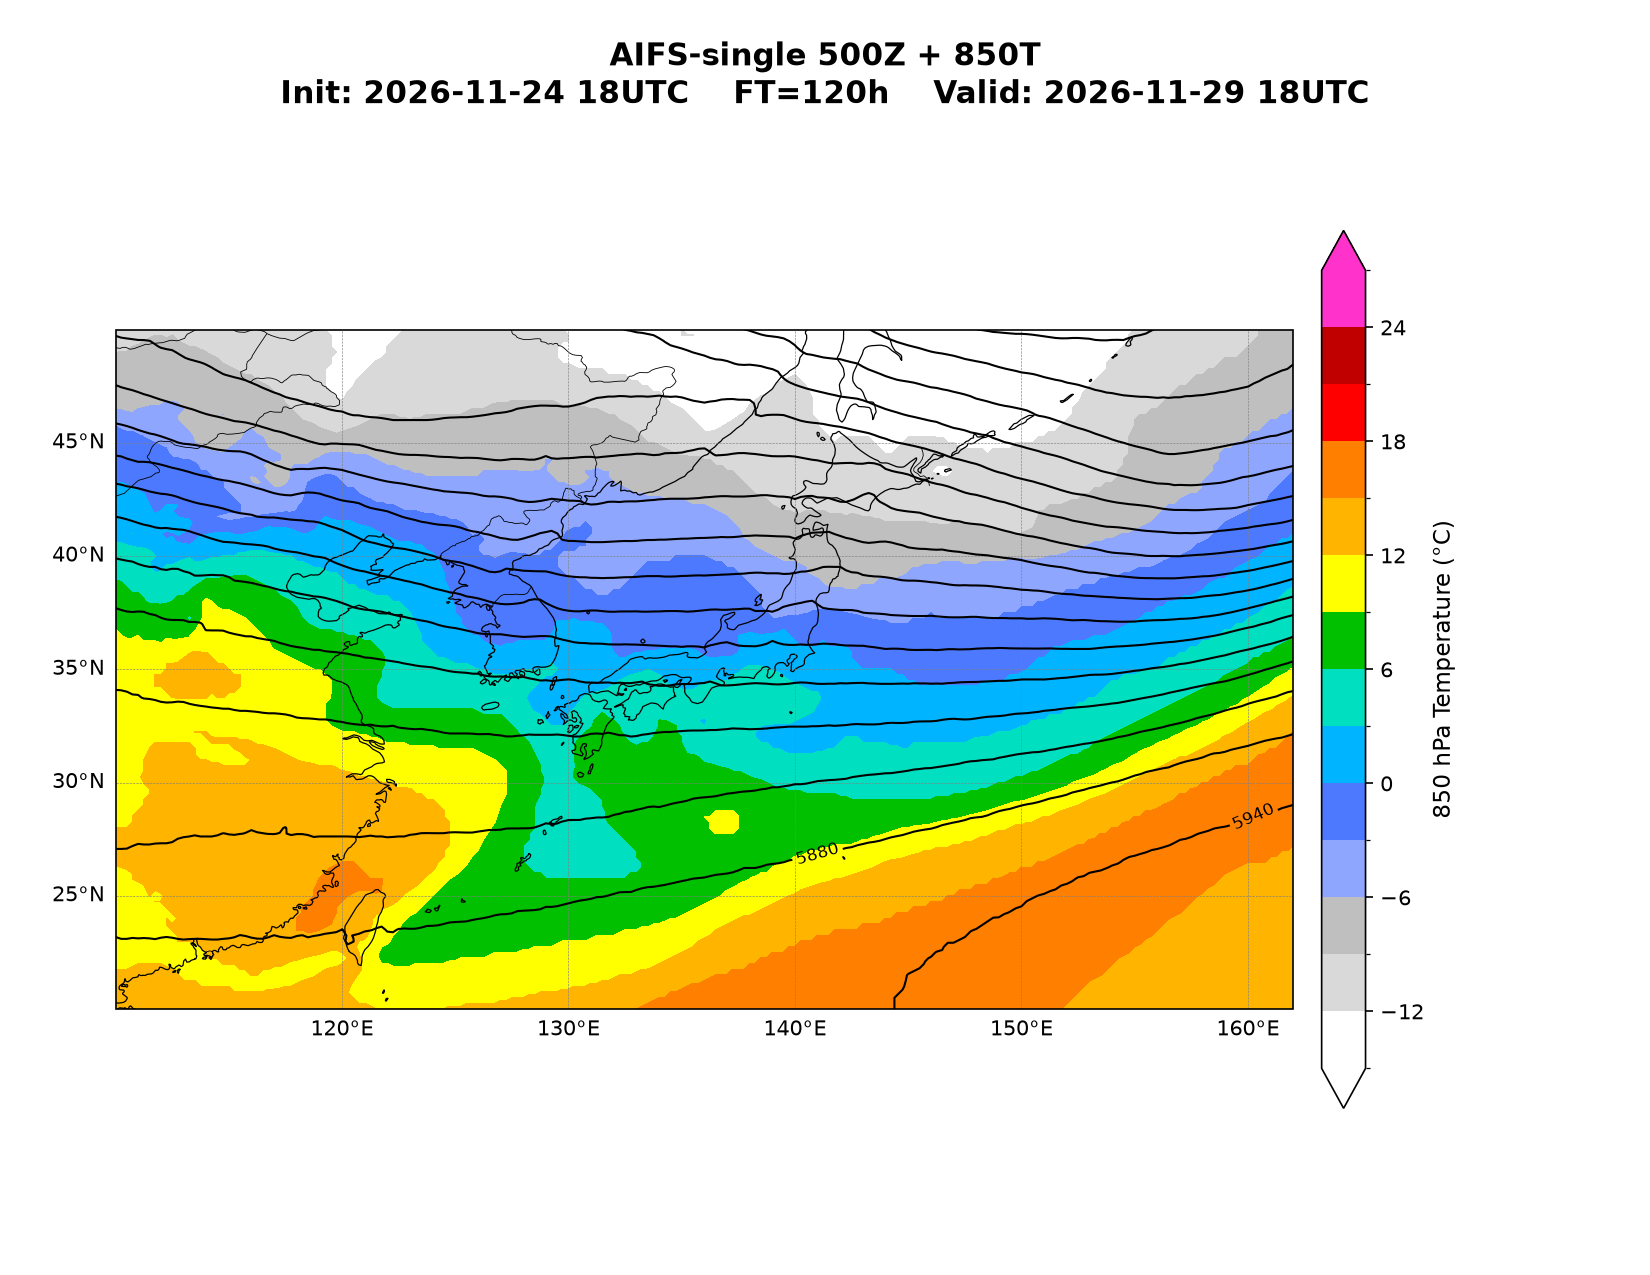 AIFS-single 500Z + 850T
Init: 2026-11-24 18UTC    FT=120h    Valid: 2026-11-29 18UTC
24
18
12
6
0
−6
−12
850 hPa Temperature (°C)
45°N
40°N
35°N
30°N
25°N
5940
5880
120°E
130°E
140°E
150°E
160°E